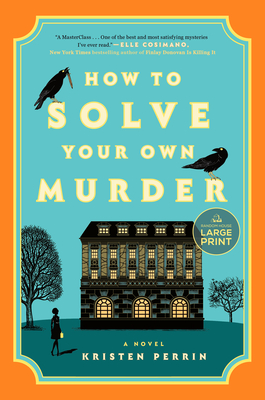 "A MasterClass . . . One of the best and most satisfying mysteries
I've ever read."—ELLE COSIMANO,
New York Times bestselling author of Finlay Donovan Is Killing It
HOW TO
SOLVE
YOUR OWN
MURDER
RANDOM HOUSE
LARGE
PRINT
A NOVEL
KRISTEN PERRIN